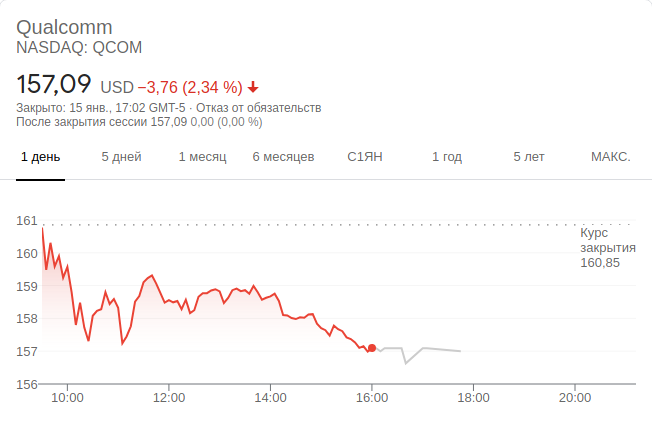 Qualcomm
NASDAQ: QCOM
157,09 USD −3,76 (2,34 %)
Закрыто: 15 янв., 17:02 GMT-5 · Отказ от обязательств
После закрытия сессии 157,09 0,00 (0,00 %)
1 день 5 дней 1 месяц 6 месяцев С1ЯН 1 год 5 лет МАКС.
161
160
159
158
157
156
Курс
закрытия
160,85
10:00 12:00 14:00 16:00 18:00 20:00